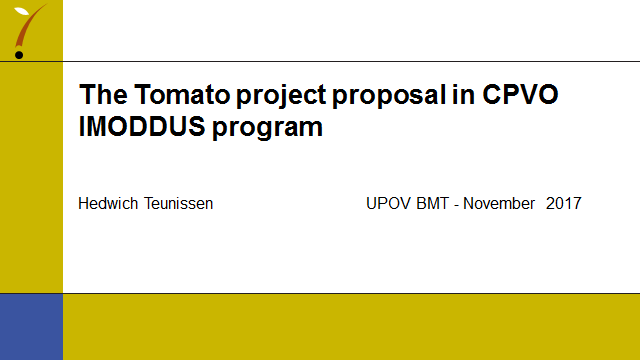 The Tomato project proposal in CPVO
IMODDUS program
Hedwich Teunissen UPOV BMT - November 2017